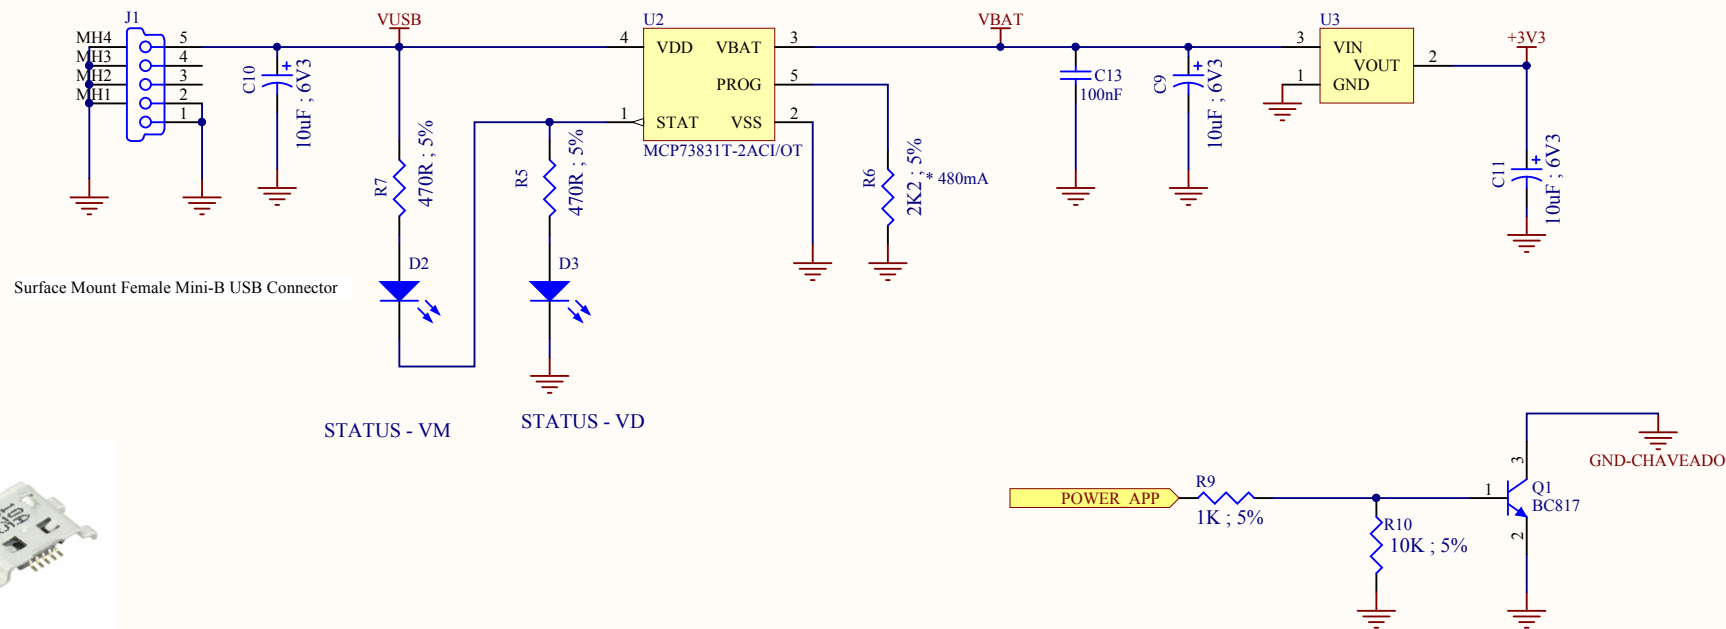 J1
MH4
MH3
MH2
MH1
5
4
3
2
1
C10
+
10uF ; 6V3
VUSB
R7
470R ; 5%
D2
R5
470R ; 5%
D3
U2
4
VDD
VBAT
3
PROG
5
1
STAT
VSS
2
MCP73831T-2ACI/OT
R6
2K2 ; 5%
* 480mA
VBAT
C13
100nF
C9
+
10uF ; 6V3
U3
3
VIN
VOUT
2
1
GND
+3V3
C11
+
10uF ; 6V3
Surface Mount Female Mini-B USB Connector
STATUS - VM
STATUS - VD
10A
POWER_APP
R9
1K ; 5%
R10
10K ; 5%
1
3
2
Q1
BC817
GND-CHAVEADO